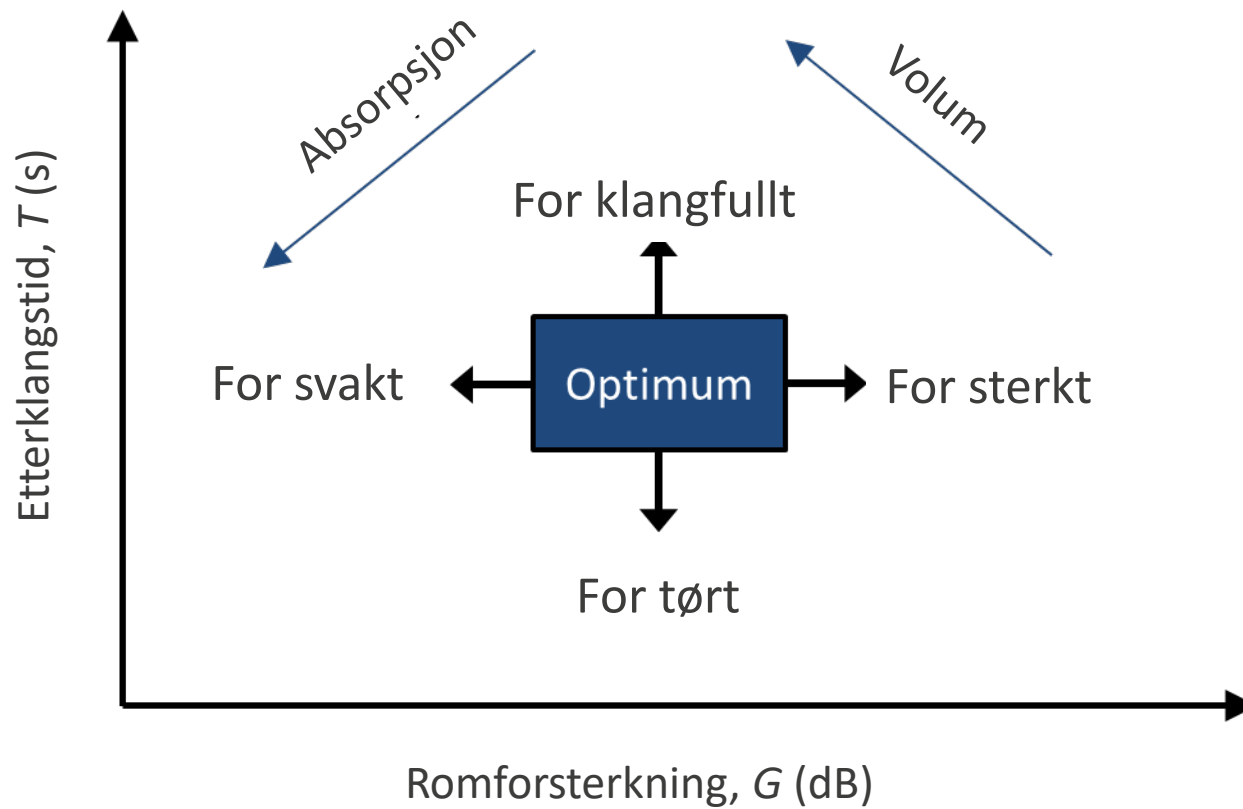 Absorpsjon
Volum
For klangfullt
Etterklangstid, T (s)
For svakt
Optimum
For sterkt
For tørt
Romforsterkning, G (dB)